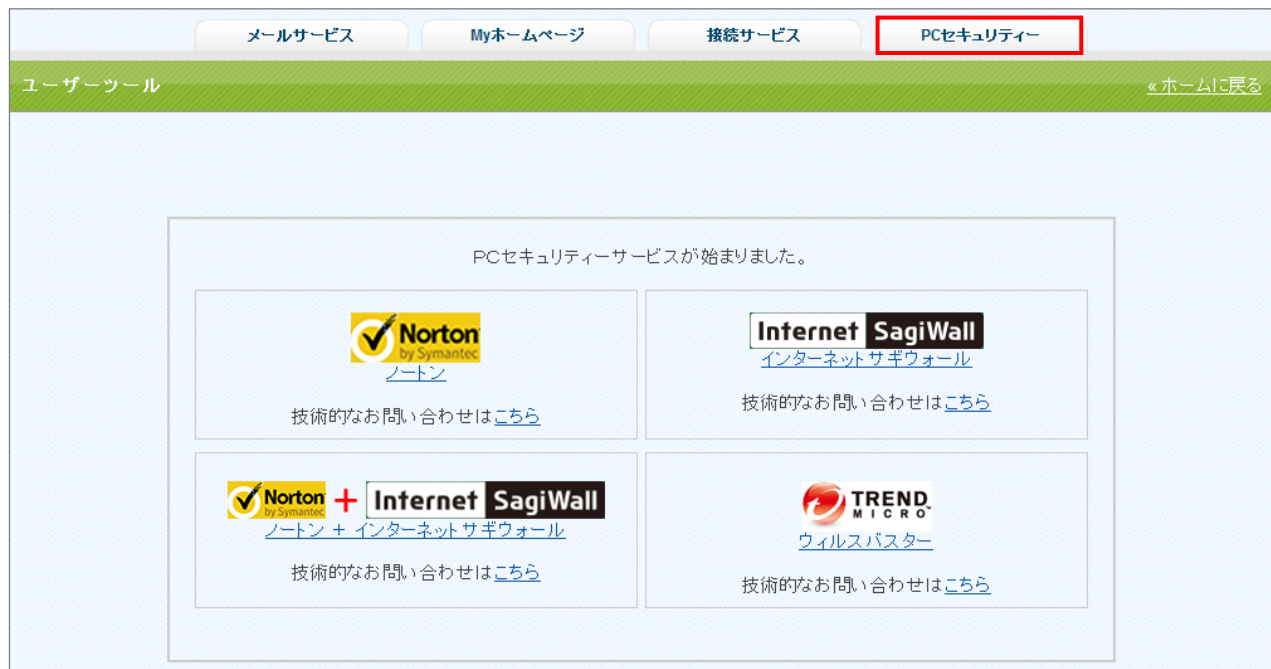 メールサービス
Myホームページ
接続サービス
PCセキュリティー
ユーザーツール
«ホームに戻る
PCセキュリティーサービスが始まりました。
Norton
by Symantec
ノートン
技術的なお問い合わせはこちら
Internet SagiWall
インターネットサギウォール
技術的なお問い合わせはこちら
Norton by Symantec + Internet SagiWall
ノートン + インターネットサギウォール
技術的なお問い合わせはこちら
TREND
MICRO
ウィルスバスター
技術的なお問い合わせはこちら